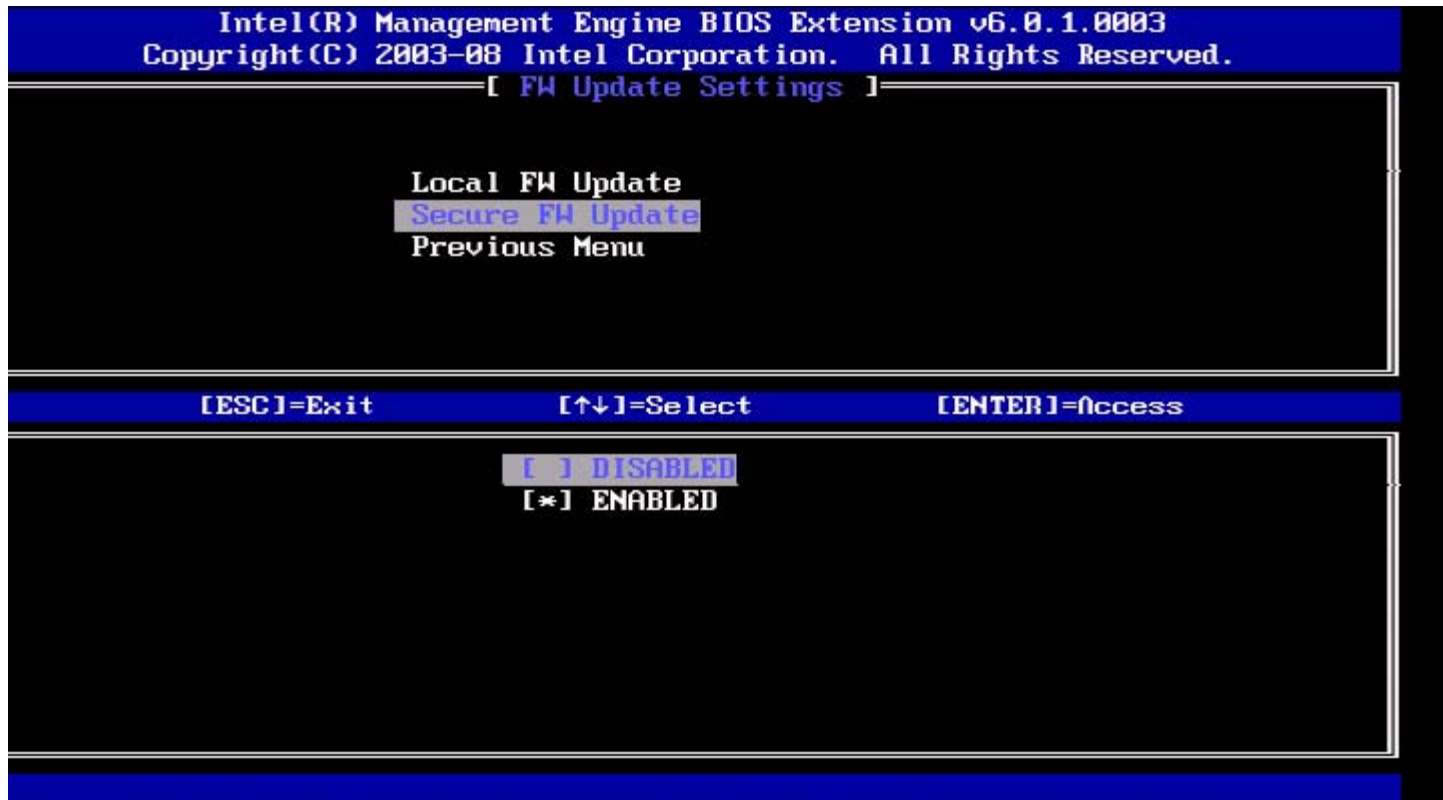 Intel(R) Management Engine BIOS Extension v6.0.1.0003
Copyright(C) 2003-08 Intel Corporation. All Rights Reserved.
[ FW Update Settings ]
Local FW Update
Secure FW Update
Previous Menu
[ESC]=Exit [↑↓]=Select [ENTER]=Access
[ ] DISABLED
[*] ENABLED